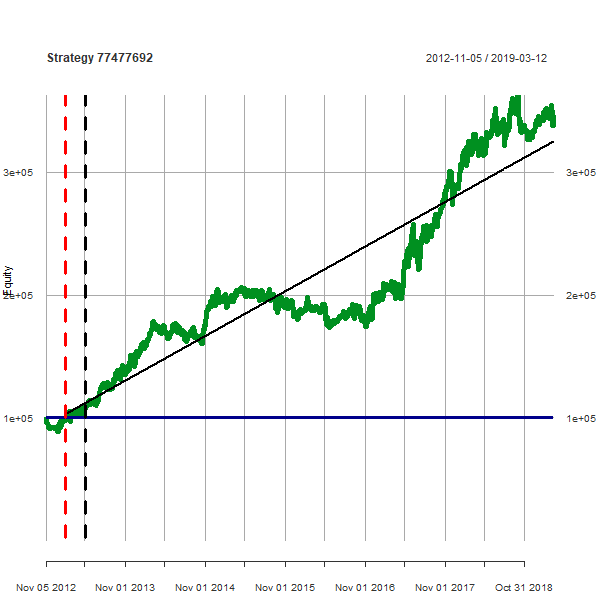 Strategy 77477692
2012-11-05 / 2019-03-12
3e+05
3e+05
Equity
2e+05
2e+05
1e+05
1e+05
Nov 05 2012
Nov 01 2013
Nov 01 2014
Nov 01 2015
Nov 01 2016
Nov 01 2017
Oct 31 2018